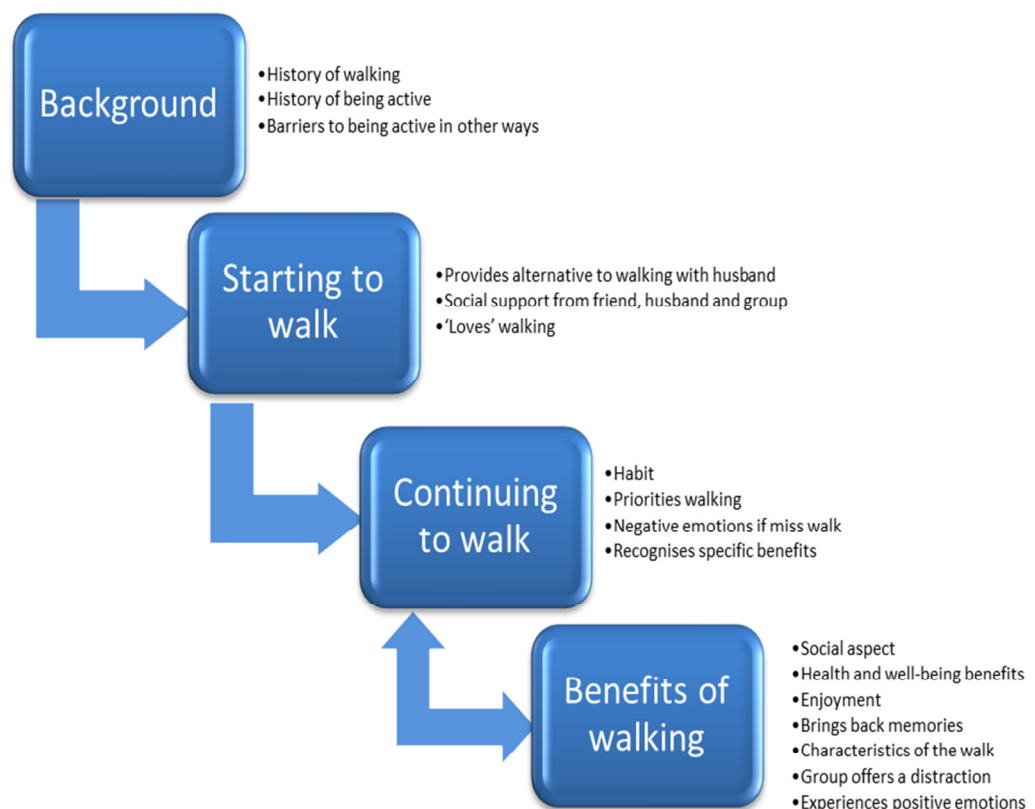 Background
•History of walking
•History of being active
•Barriers to being active in other ways
Starting to
walk
•Provides alternative to walking with husband
•Social support from friend, husband and group
•‘Loves’ walking
Continuing
to walk
•Habit
•Priorities walking
•Negative emotions if miss walk
•Recognises specific benefits
Benefits of
walking
•Social aspect
•Health and well-being benefits
•Enjoyment
•Brings back memories
•Characteristics of the walk
•Group offers a distraction
•Experiences positive emotions